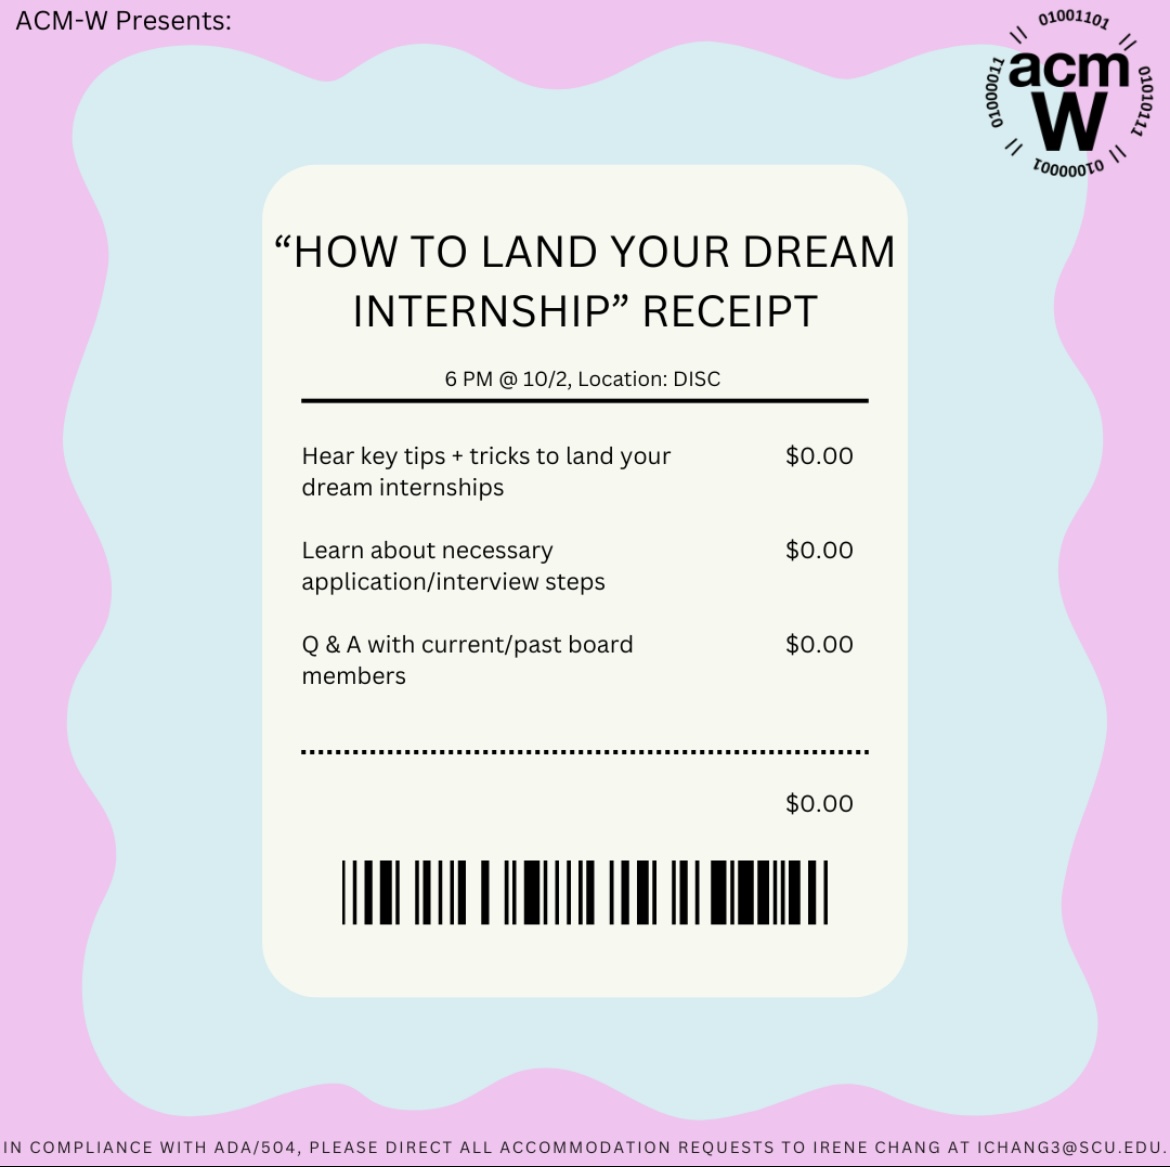 ACM-W Presents:
01001101
//
//
01000011
acm
W
01010111
//
//
01000001
“HOW TO LAND YOUR DREAM
INTERNSHIP” RECEIPT
6 PM @ 10/2, Location: DISC
Hear key tips + tricks to land your $0.00
dream internships
Learn about necessary $0.00
application/interview steps
Q & A with current/past board $0.00
members
$0.00
IN COMPLIANCE WITH ADA/504, PLEASE DIRECT ALL ACCOMMODATION REQUESTS TO IRENE CHANG AT ICHANG3@SCU.EDU.